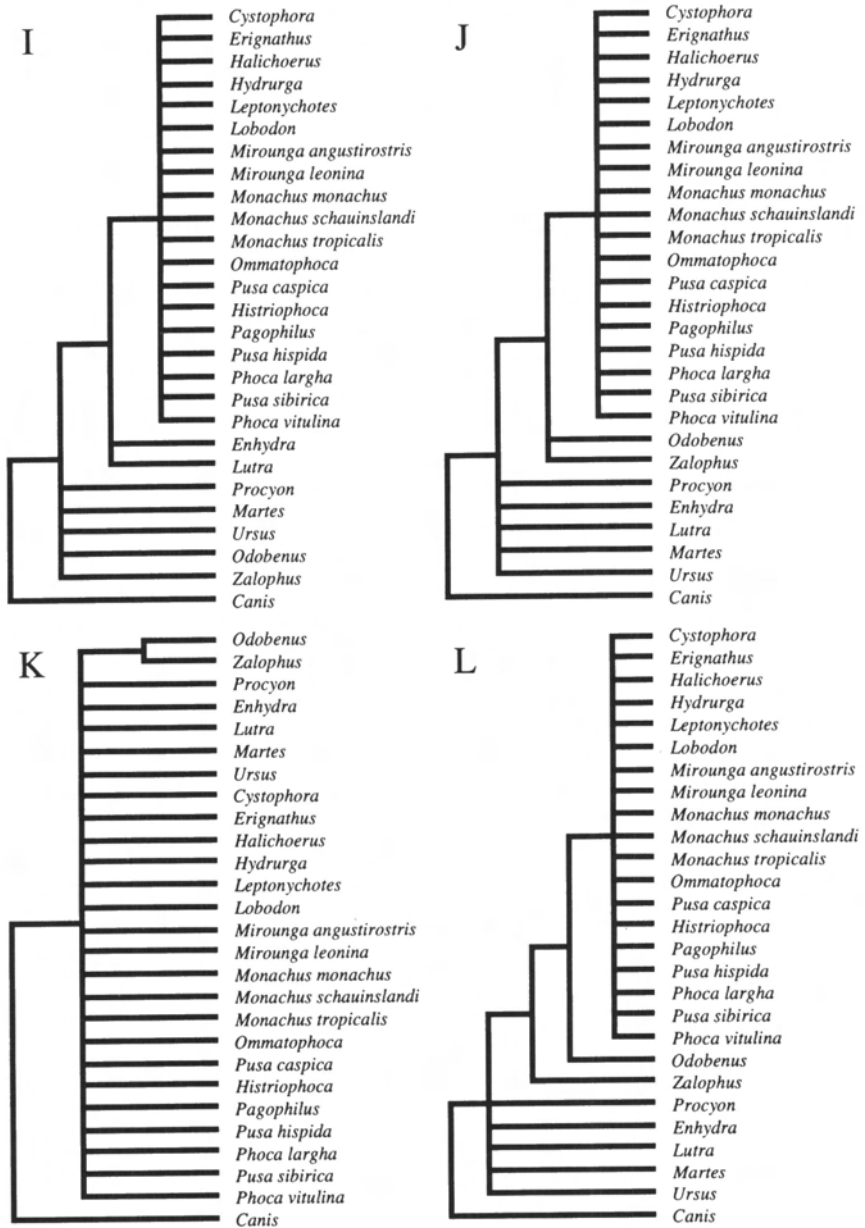 I
Cystophora
Erignathus
Halichoerus
Hydrurga
Leptonychotes
Lobodon
Mirounga angustirostris
Mirounga leonina
Monachus monachus
Monachus schauinslandi
Monachus tropicalis
Ommatophoca
Pusa caspica
Histriophoca
Pagophilus
Pusa hispida
Phoca largha
Pusa sibirica
Phoca vitulina
Enhydra
Lutra
Procyon
Martes
Ursus
Odobenus
Zalophus
Canis
J
Cystophora
Erignathus
Halichoerus
Hydrurga
Leptonychotes
Lobodon
Mirounga angustirostris
Mirounga leonina
Monachus monachus
Monachus schauinslandi
Monachus tropicalis
Ommatophoca
Pusa caspica
Histriophoca
Pagophilus
Pusa hispida
Phoca largha
Pusa sibirica
Phoca vitulina
Odobenus
Zalophus
Procyon
Enhydra
Lutra
Martes
Ursus
Canis
K
Odobenus
Zalophus
Procyon
Enhydra
Lutra
Martes
Ursus
Cystophora
Erignathus
Halichoerus
Hydrurga
Leptonychotes
Lobodon
Mirounga angustirostris
Mirounga leonina
Monachus monachus
Monachus schauinslandi
Monachus tropicalis
Ommatophoca
Pusa caspica
Histriophoca
Pagophilus
Pusa hispida
Phoca largha
Pusa sibirica
Phoca vitulina
Canis
L
Cystophora
Erignathus
Halichoerus
Hydrurga
Leptonychotes
Lobodon
Mirounga angustirostris
Mirounga leonina
Monachus monachus
Monachus schauinslandi
Monachus tropicalis
Ommatophoca
Pusa caspica
Histriophoca
Pagophilus
Pusa hispida
Phoca largha
Pusa sibirica
Phoca vitulina
Odobenus
Zalophus
Procyon
Enhydra
Lutra
Martes
Ursus
Canis